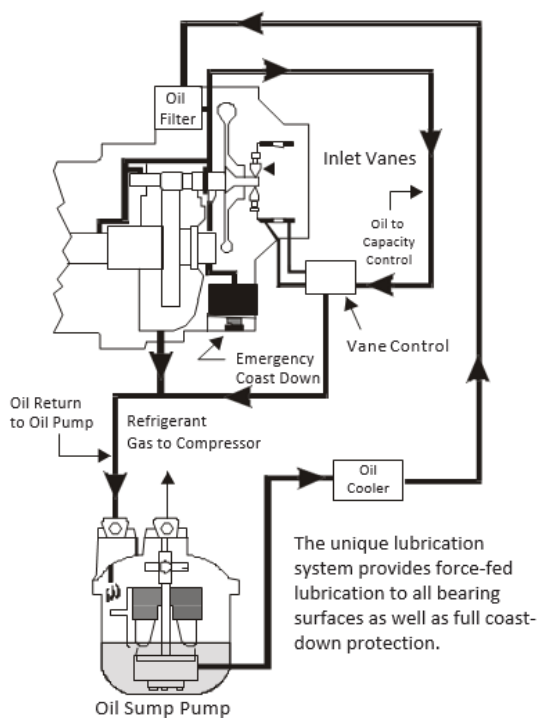 Oil
Filter
Inlet Vanes
Oil to
Capacity
Control
Vane Control
Emergency
Coast Down
Oil Return
to Oil Pump
Refrigerant
Gas to Compressor
Oil
Cooler
The unique lubrication
system provides force-fed
lubrication to all bearing
surfaces as well as full coast-
down protection.
Oil Sump Pump